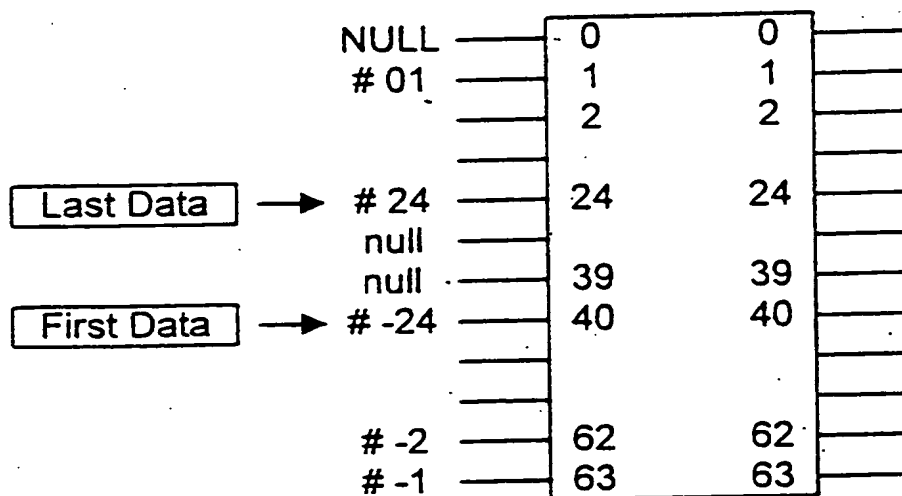 NULL 0 0
# 01 1 1
2 2
Last Data # 24 24 24
null
null 39 39
First Data # -24 40 40
# -2 62 62
# -1 63 63